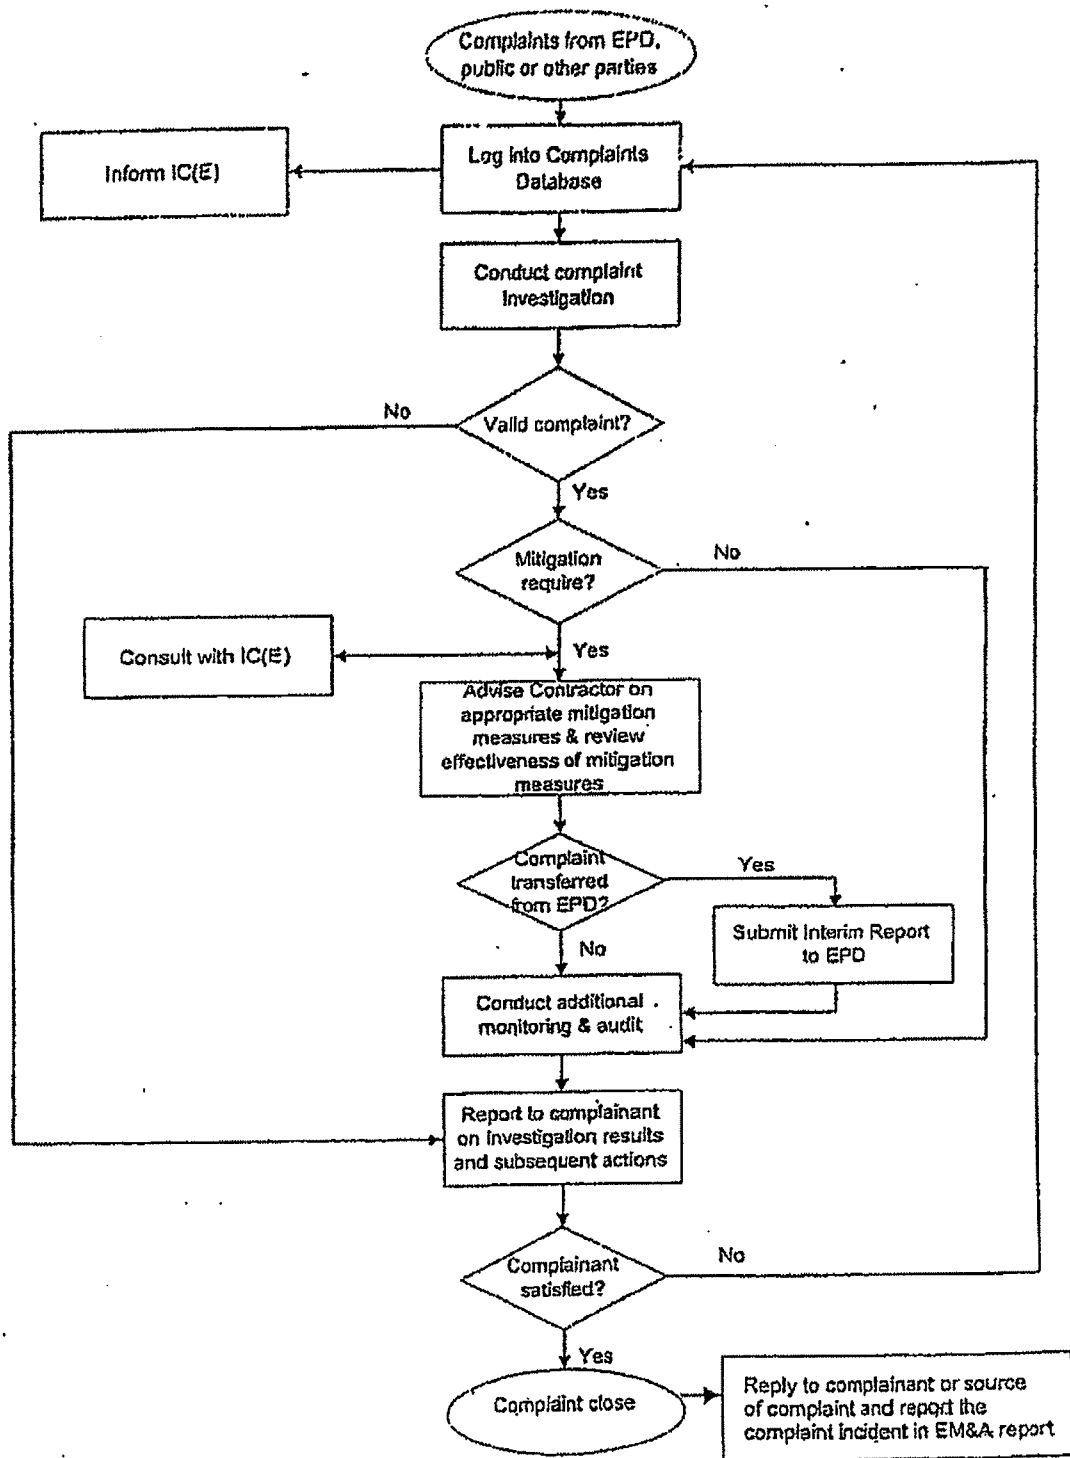 Complaints from EPD,
public or other parties
Inform IC(E)
Log into Complaints
Database
Conduct complaint
Investigation
No
Valid complaint?
Yes
Mitigation
require?
No
Consult with IC(E)
Yes
Advise Contractor on
appropriate mitigation
measures & review
effectiveness of mitigation
measures
Complaint
transferred
from EPD?
Yes
Submit Interim Report
to EPD
No
Conduct additional
monitoring & audit
Report to complainant
on investigation results
and subsequent actions
Complainant
satisfied?
No
Yes
Complaint close
Reply to complainant or source
of complaint and report the
complaint incident in EM&A report